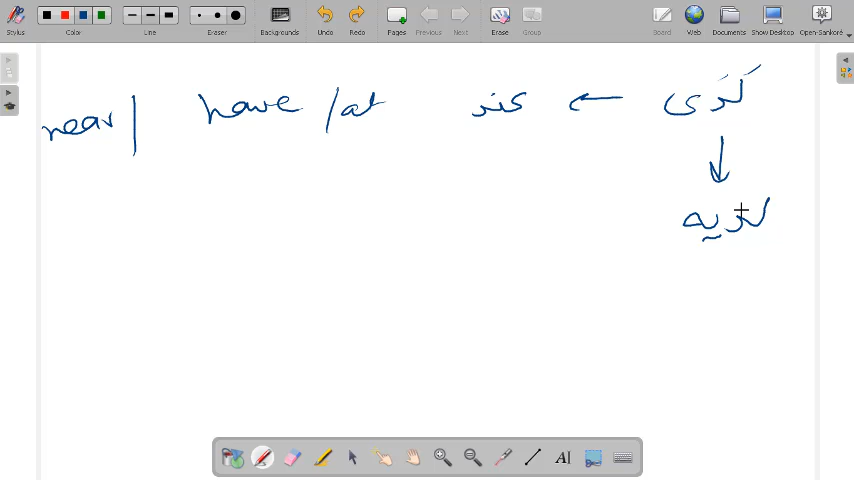 Stylus Color Line Eraser Backgrounds Undo Redo Pages Previous Next Erase Group Board Web Documents Show Desktop Open-Sankoré
لدى ← عند have / at | near
↓
لديه